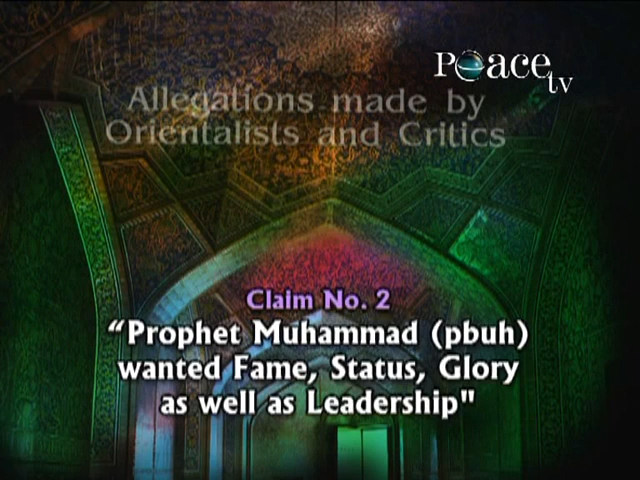 Peace
tv
Allegations made by
Orientalists and Critics
Claim No. 2
“Prophet Muhammad (pbuh)
wanted Fame, Status, Glory
as well as Leadership"